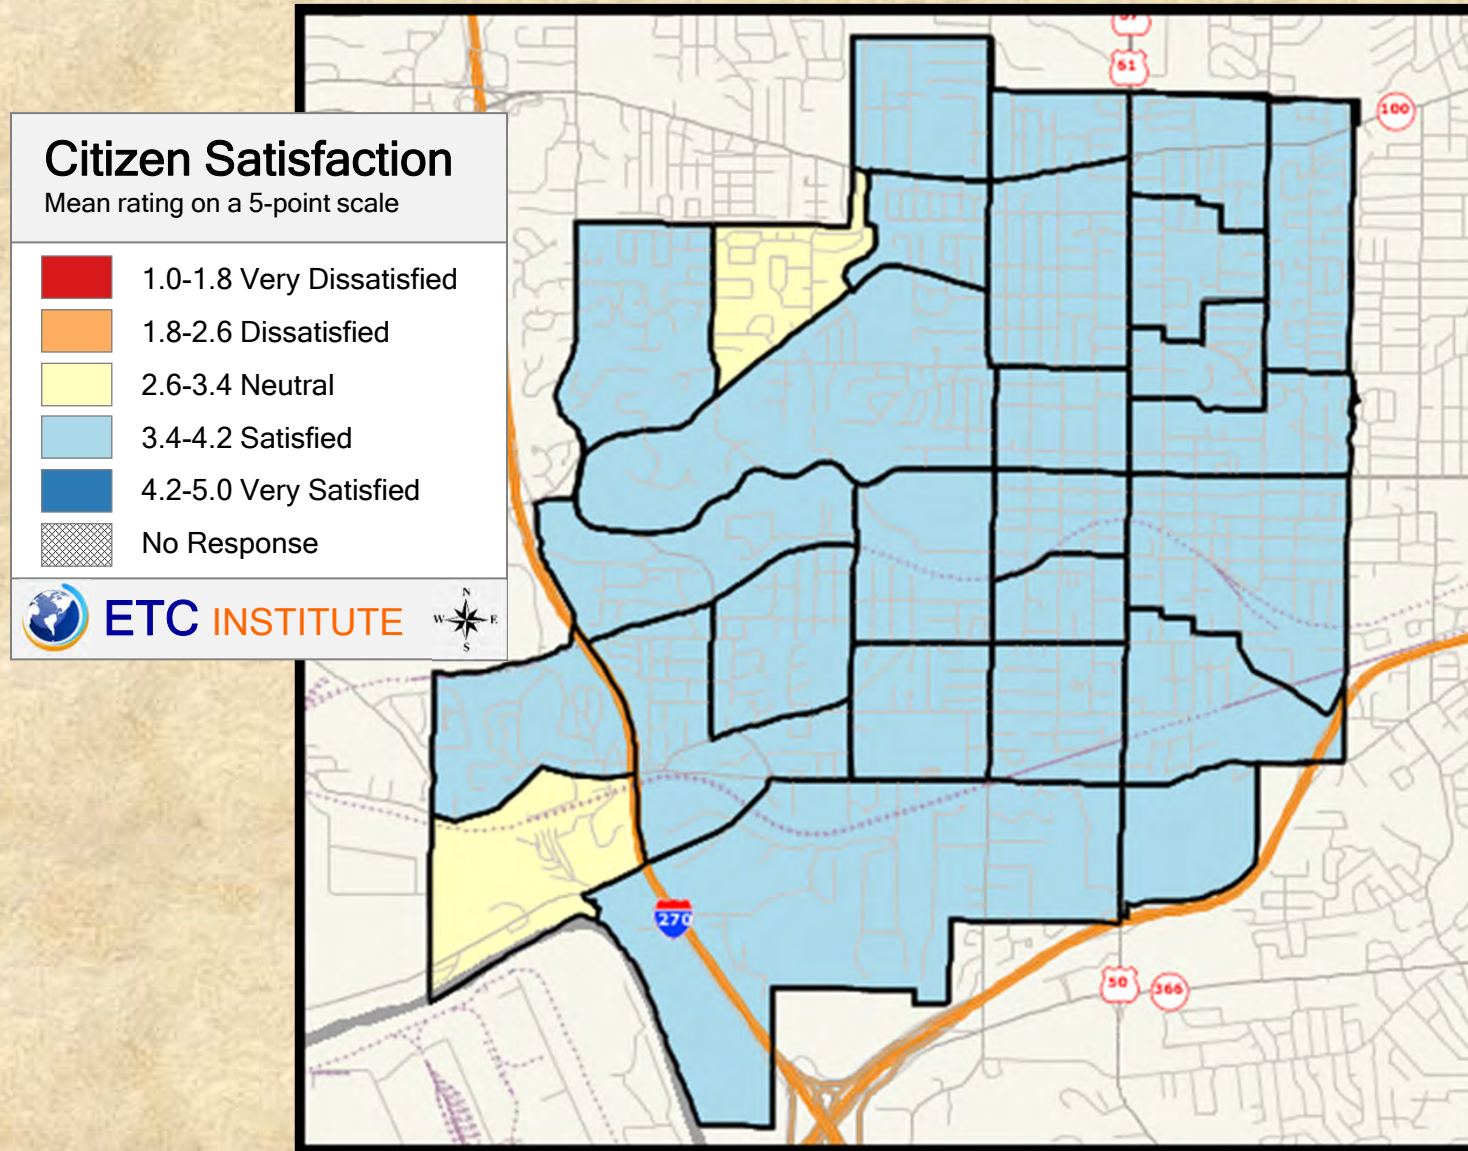 61
100
Citizen Satisfaction
Mean rating on a 5-point scale
1.0-1.8 Very Dissatisfied
1.8-2.6 Dissatisfied
2.6-3.4 Neutral
3.4-4.2 Satisfied
4.2-5.0 Very Satisfied
No Response
ETC INSTITUTE
N
W E
S
270
50
366